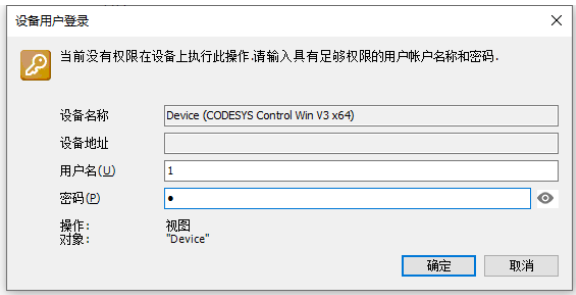 设备用户登录
当前没有权限在设备上执行此操作.请输入具有足够权限的用户帐户名称和密码.
设备名称 Device (CODESYS Control Win V3 x64)
设备地址
用户名(U) 1
密码(P) ●
操作: 视图
对象: "Device"
确定 取消